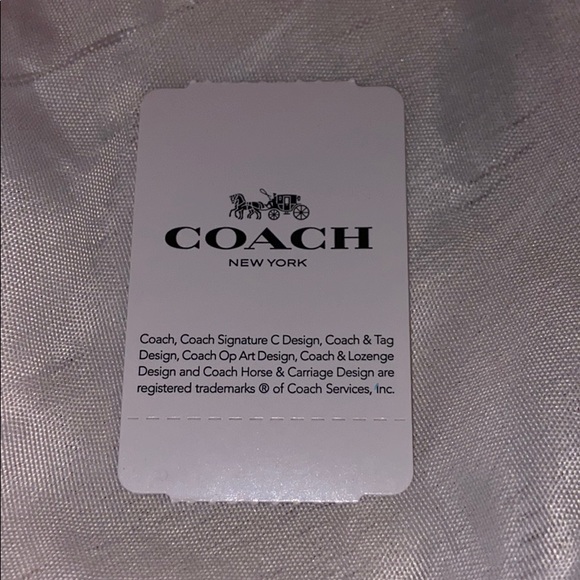 COACH
NEW YORK
Coach, Coach Signature C Design, Coach & Tag
Design, Coach Op Art Design, Coach & Lozenge
Design and Coach Horse & Carriage Design are
registered trademarks ® of Coach Services, Inc.